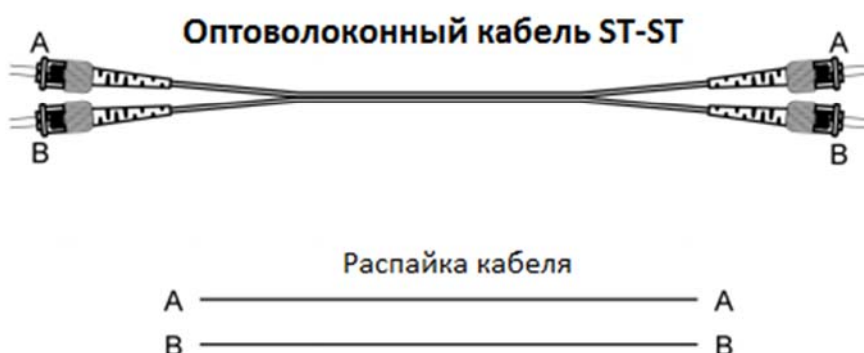 Оптоволоконный кабель ST-ST
A A
B B
Распайка кабеля
A A
B B